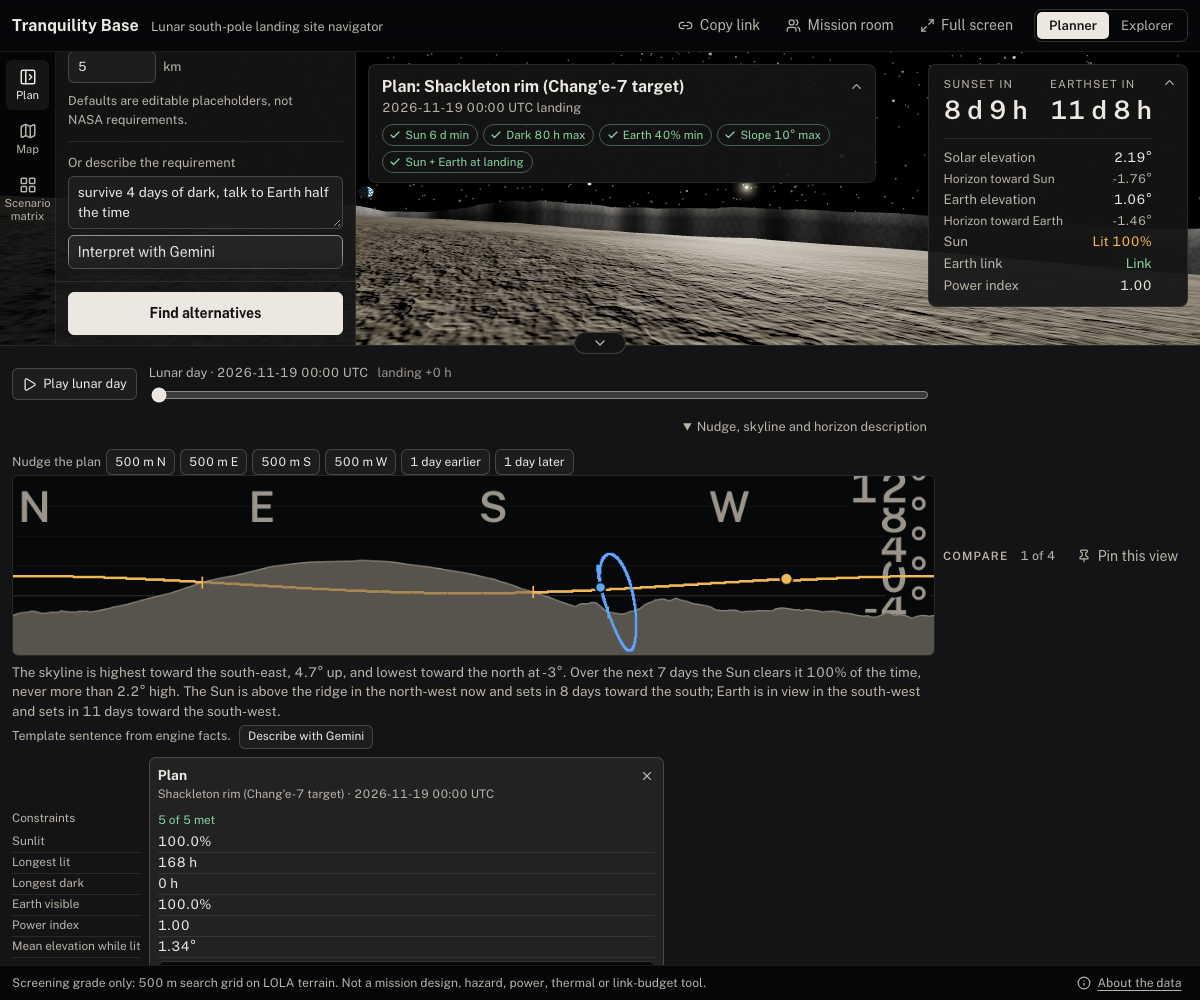 Tranquility Base Lunar south-pole landing site navigator
Copy link Mission room Full screen Planner Explorer
Plan
Map
Scenario
matrix
5 km
Defaults are editable placeholders, not
NASA requirements.
Or describe the requirement
survive 4 days of dark, talk to Earth half
the time
Interpret with Gemini
Find alternatives
Plan: Shackleton rim (Chang'e-7 target)
2026-11-19 00:00 UTC landing
Sun 6 d min Dark 80 h max Earth 40% min Slope 10° max
Sun + Earth at landing
SUNSET IN EARTHSET IN
8 d 9 h 11 d 8 h
Solar elevation 2.19°
Horizon toward Sun -1.76°
Earth elevation 1.06°
Horizon toward Earth -1.46°
Sun Lit 100%
Earth link Link
Power index 1.00
Play lunar day
Lunar day · 2026-11-19 00:00 UTC landing +0 h
▼ Nudge, skyline and horizon description
Nudge the plan 500 m N 500 m E 500 m S 500 m W 1 day earlier 1 day later
N E S W
12°
8°
4°
0°
-4°
COMPARE 1 of 4 Pin this view
The skyline is highest toward the south-east, 4.7° up, and lowest toward the north at -3°. Over the next 7 days the Sun clears it 100% of the time,
never more than 2.2° high. The Sun is above the ridge in the north-west now and sets in 8 days toward the south; Earth is in view in the south-west
and sets in 11 days toward the south-west.
Template sentence from engine facts. Describe with Gemini
Plan
Shackleton rim (Chang'e-7 target) · 2026-11-19 00:00 UTC
Constraints 5 of 5 met
Sunlit 100.0%
Longest lit 168 h
Longest dark 0 h
Earth visible 100.0%
Power index 1.00
Mean elevation while lit 1.34°
Screening grade only: 500 m search grid on LOLA terrain. Not a mission design, hazard, power, thermal or link-budget tool.
About the data